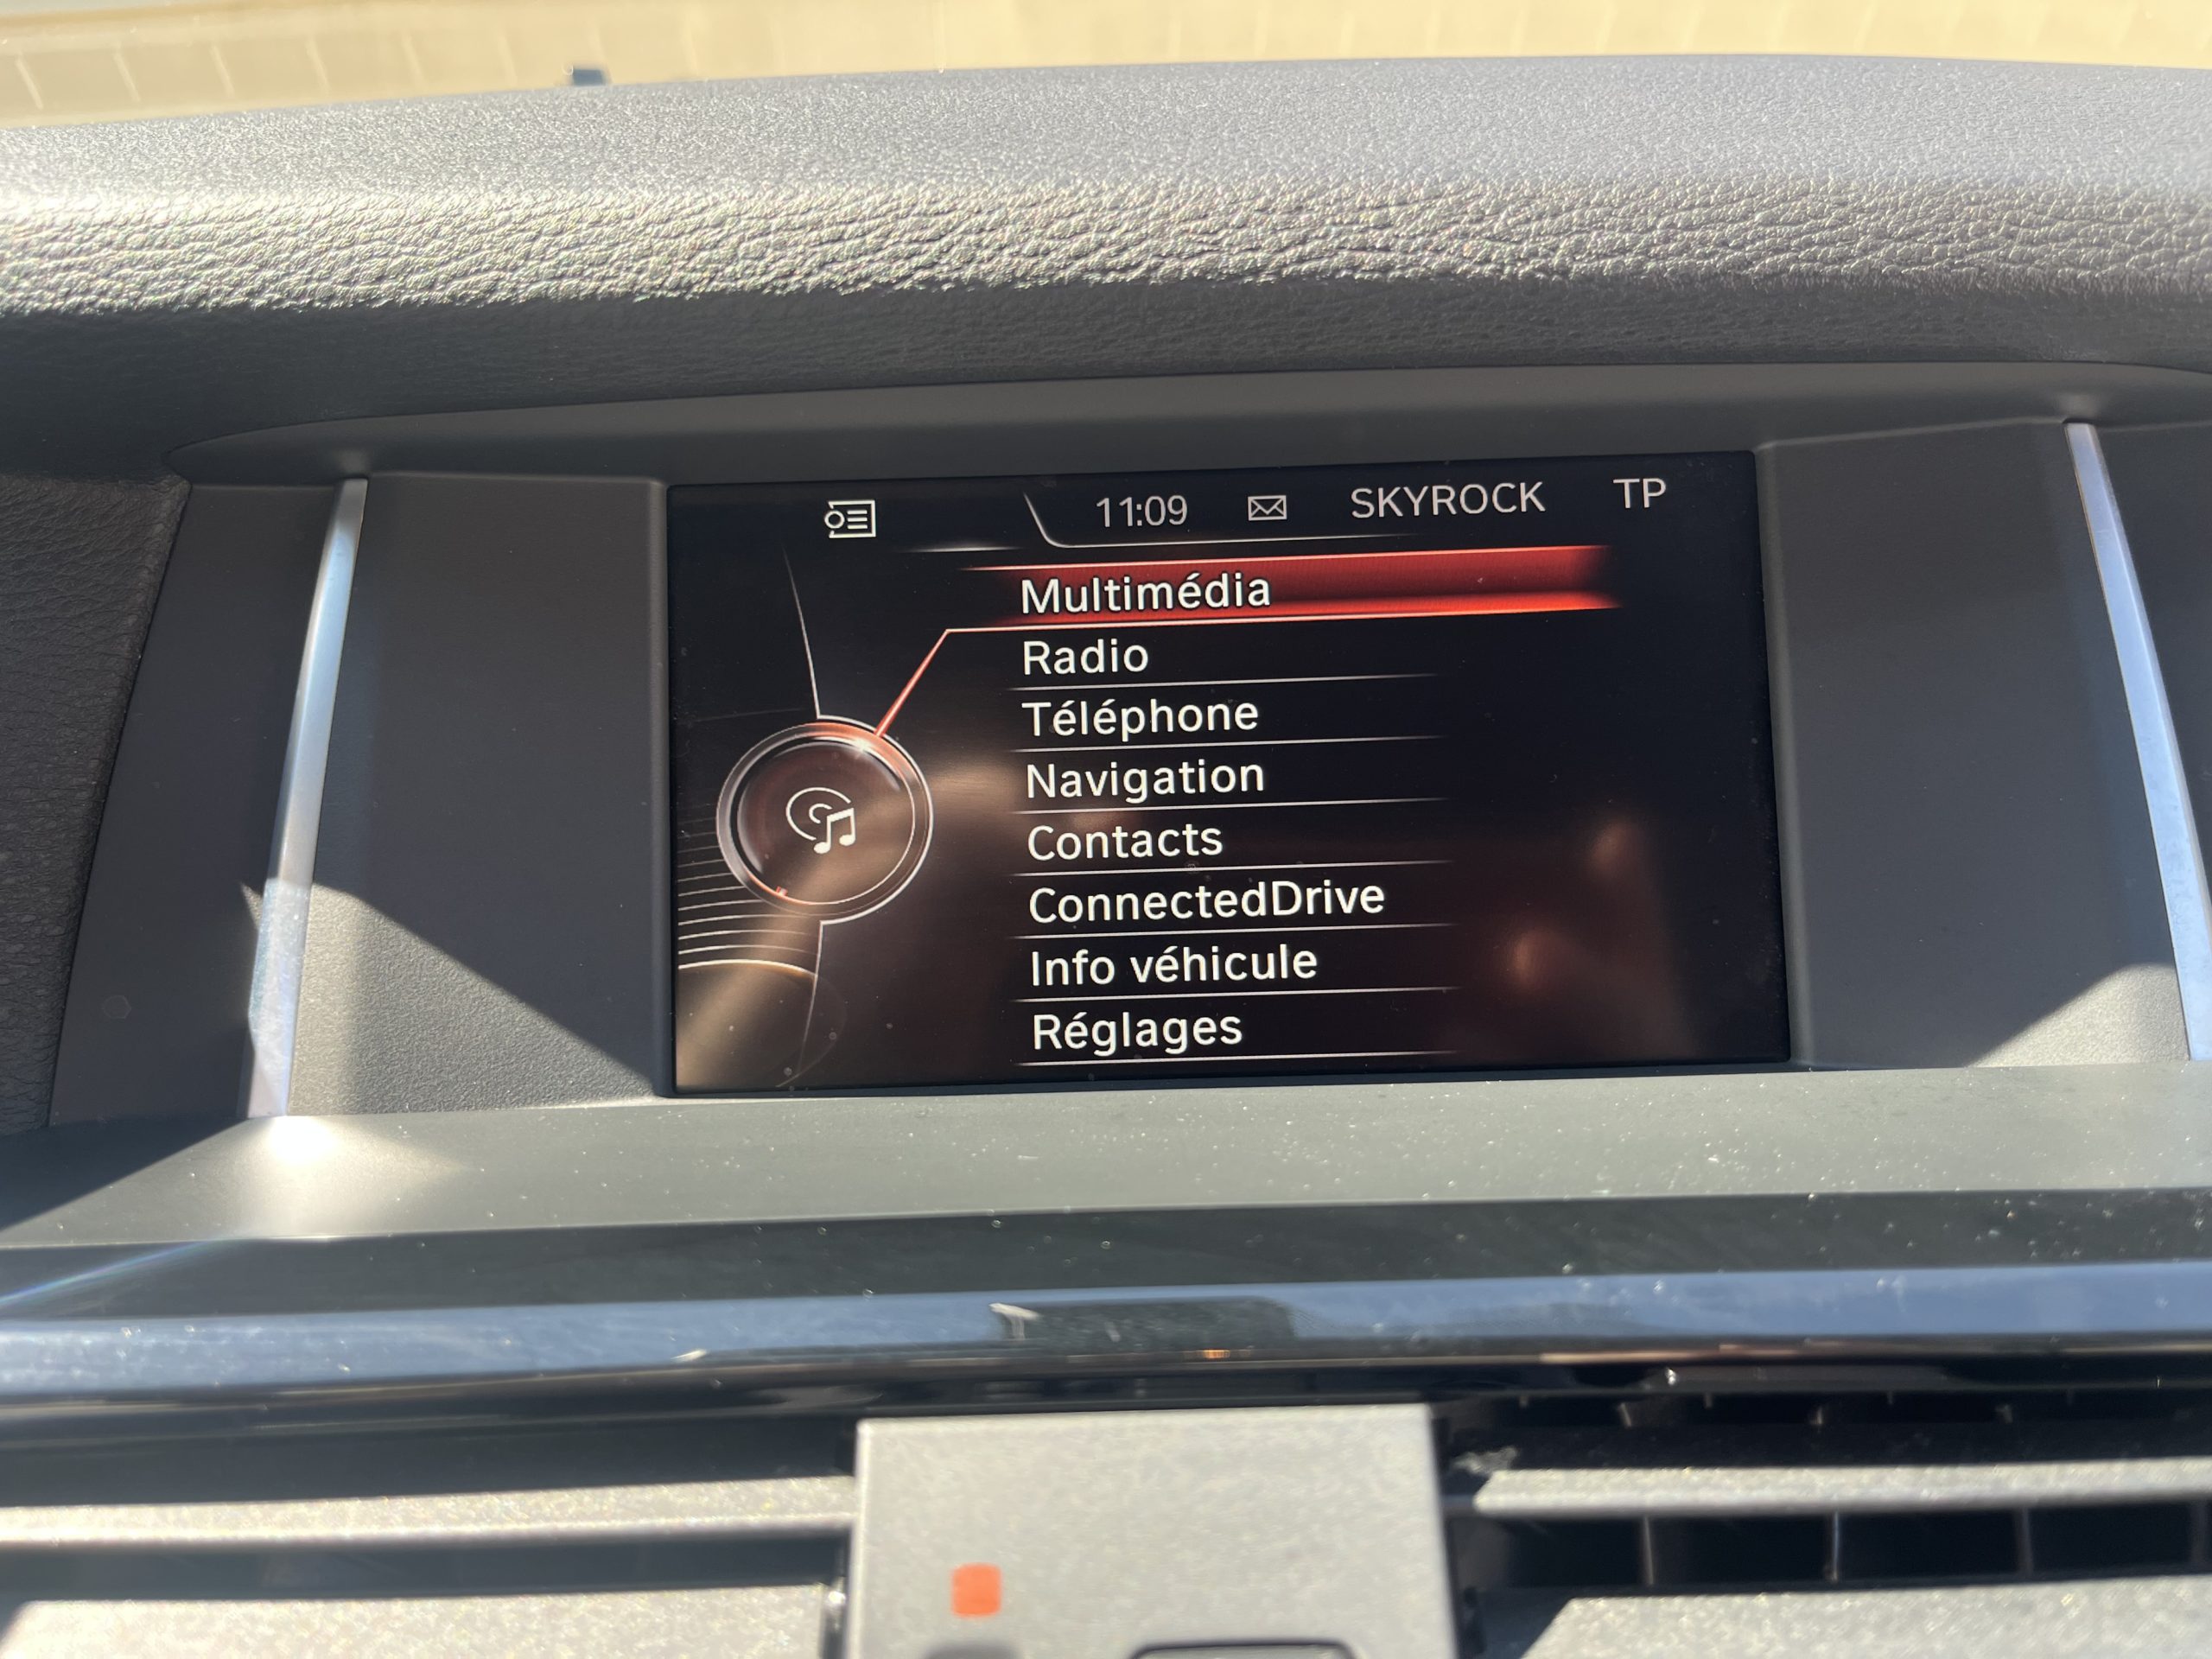 11:09 SKYROCK TP
Multimédia
Radio
Téléphone
Navigation
Contacts
ConnectedDrive
Info véhicule
Réglages